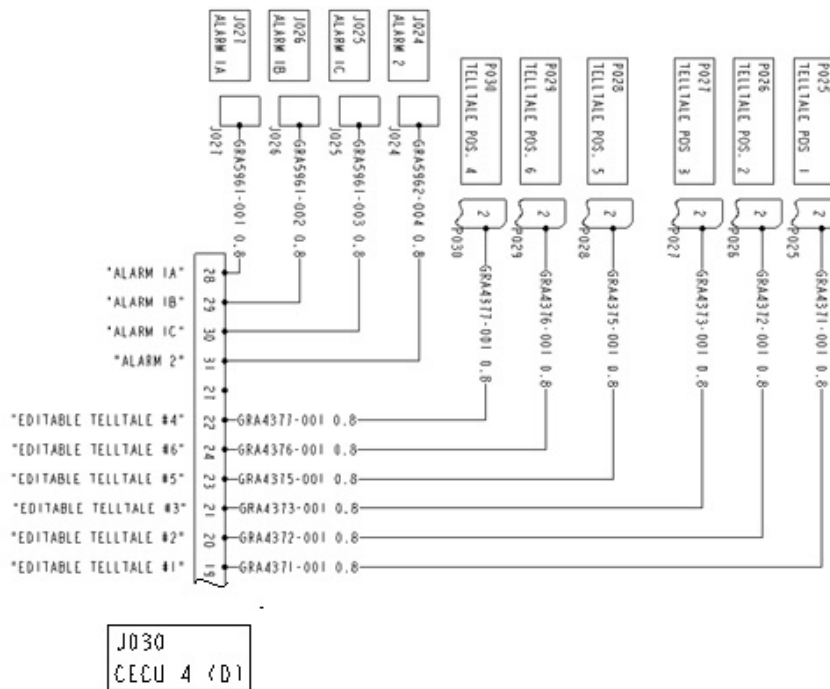 J027
ALARM 1A
J026
ALARM 1B
J025
ALARM 1C
J024
ALARM 2
P030
TELLTALE POS. 4
P029
TELLTALE POS. 6
P028
TELLTALE POS. 5
P027
TELLTALE POS 3
P026
TELLTALE POS. 2
P025
TELLTALE POS. 1
J027
J026
J025
J024
2
P030
2
P029
2
P028
2
P027
2
P026
2
P025
GRA5961-001 0.8
GRA5961-002 0.8
GRA5961-003 0.8
GRA5962-004 0.8
GRA4377-001 0.8
GRA4376-001 0.8
GRA4375-001 0.8
GRA4373-001 0.8
GRA4372-001 0.8
GRA4371-001 0.8
"ALARM 1A" 28
"ALARM 1B" 29
"ALARM 1C" 30
"ALARM 2" 31
27
"EDITABLE TELLTALE #4" 22 GRA4377-001 0.8
"EDITABLE TELLTALE #6" 24 GRA4376-001 0.8
"EDITABLE TELLTALE #5" 23 GRA4375-001 0.8
"EDITABLE TELLTALE #3" 21 GRA4373-001 0.8
"EDITABLE TELLTALE #2" 20 GRA4372-001 0.8
"EDITABLE TELLTALE #1" 19 GRA4371-001 0.8
J030
CECU 4 (D)